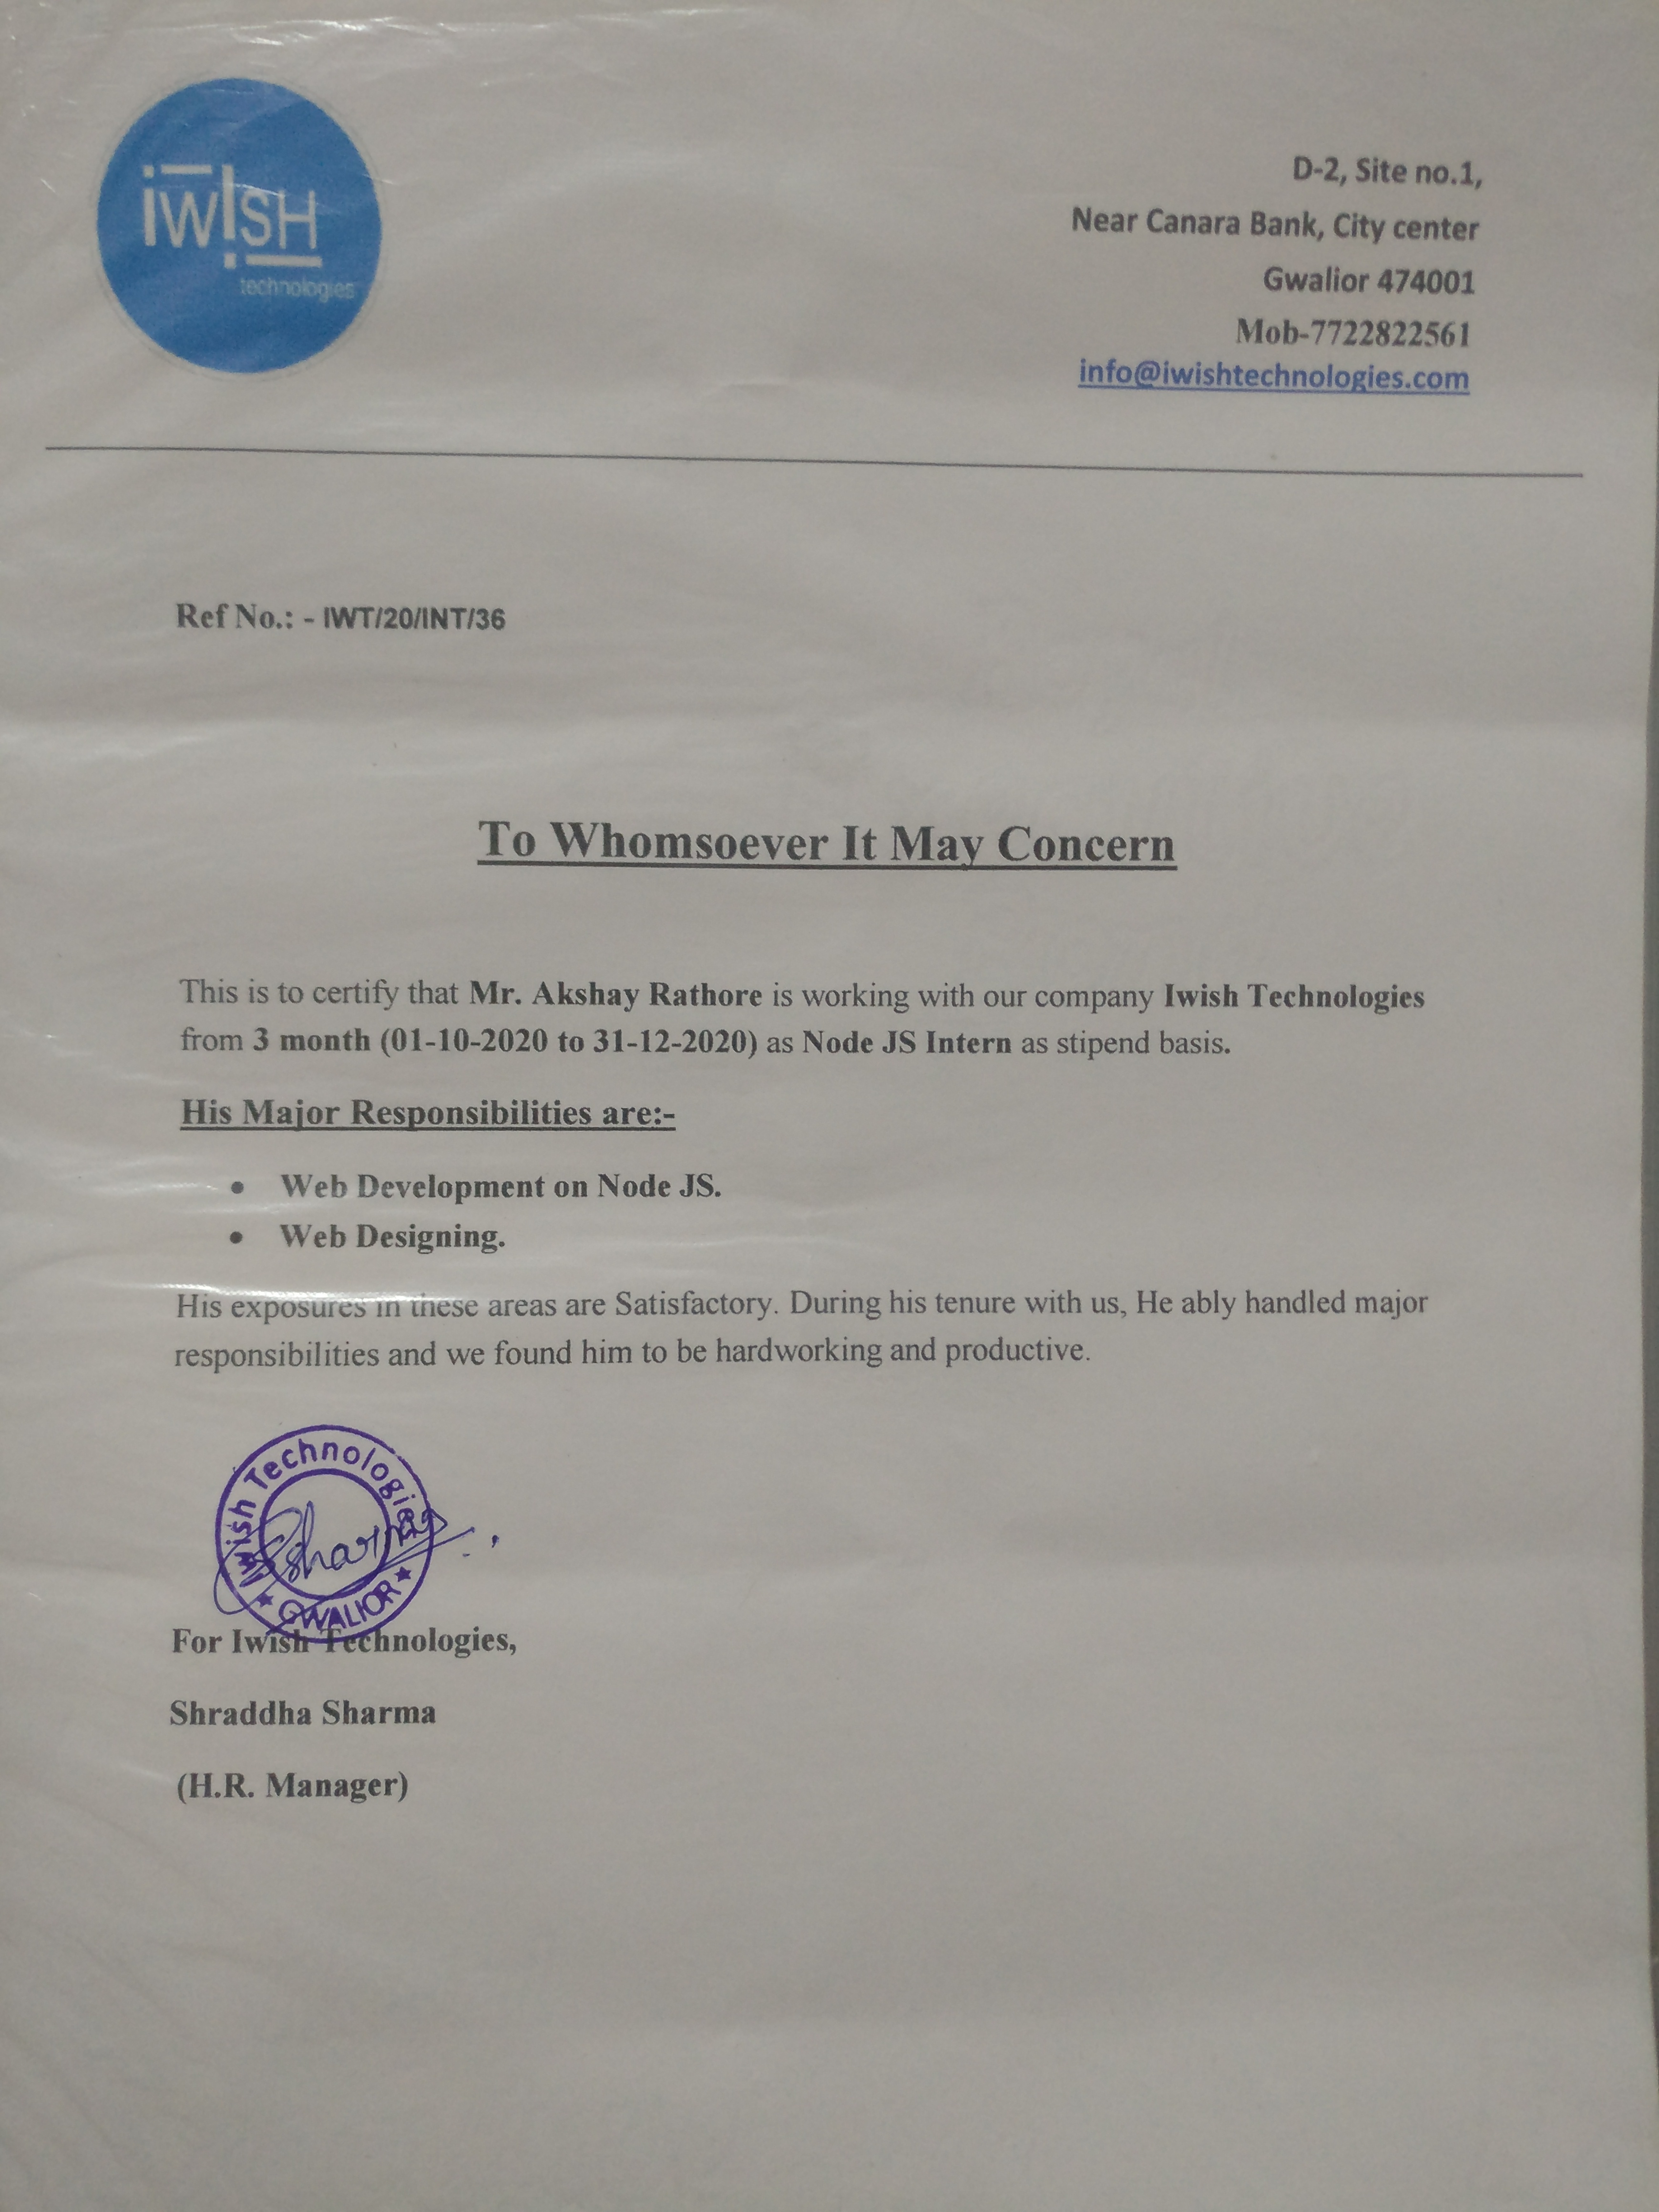 iwish
technologies
D-2, Site no.1,
Near Canara Bank, City center
Gwalior 474001
Mob-7722822561
info@iwishtechnologies.com
Ref No.: - IWT/20/INT/36
To Whomsoever It May Concern
This is to certify that Mr. Akshay Rathore is working with our company Iwish Technologies
from 3 month (01-10-2020 to 31-12-2020) as Node JS Intern as stipend basis.
His Major Responsibilities are:-
• Web Development on Node JS.
• Web Designing.
His exposures in these areas are Satisfactory. During his tenure with us, He ably handled major
responsibilities and we found him to be hardworking and productive.
Iwish Technologies
Sharma
★ GWALIOR ★
For Iwish Technologies,
Shraddha Sharma
(H.R. Manager)